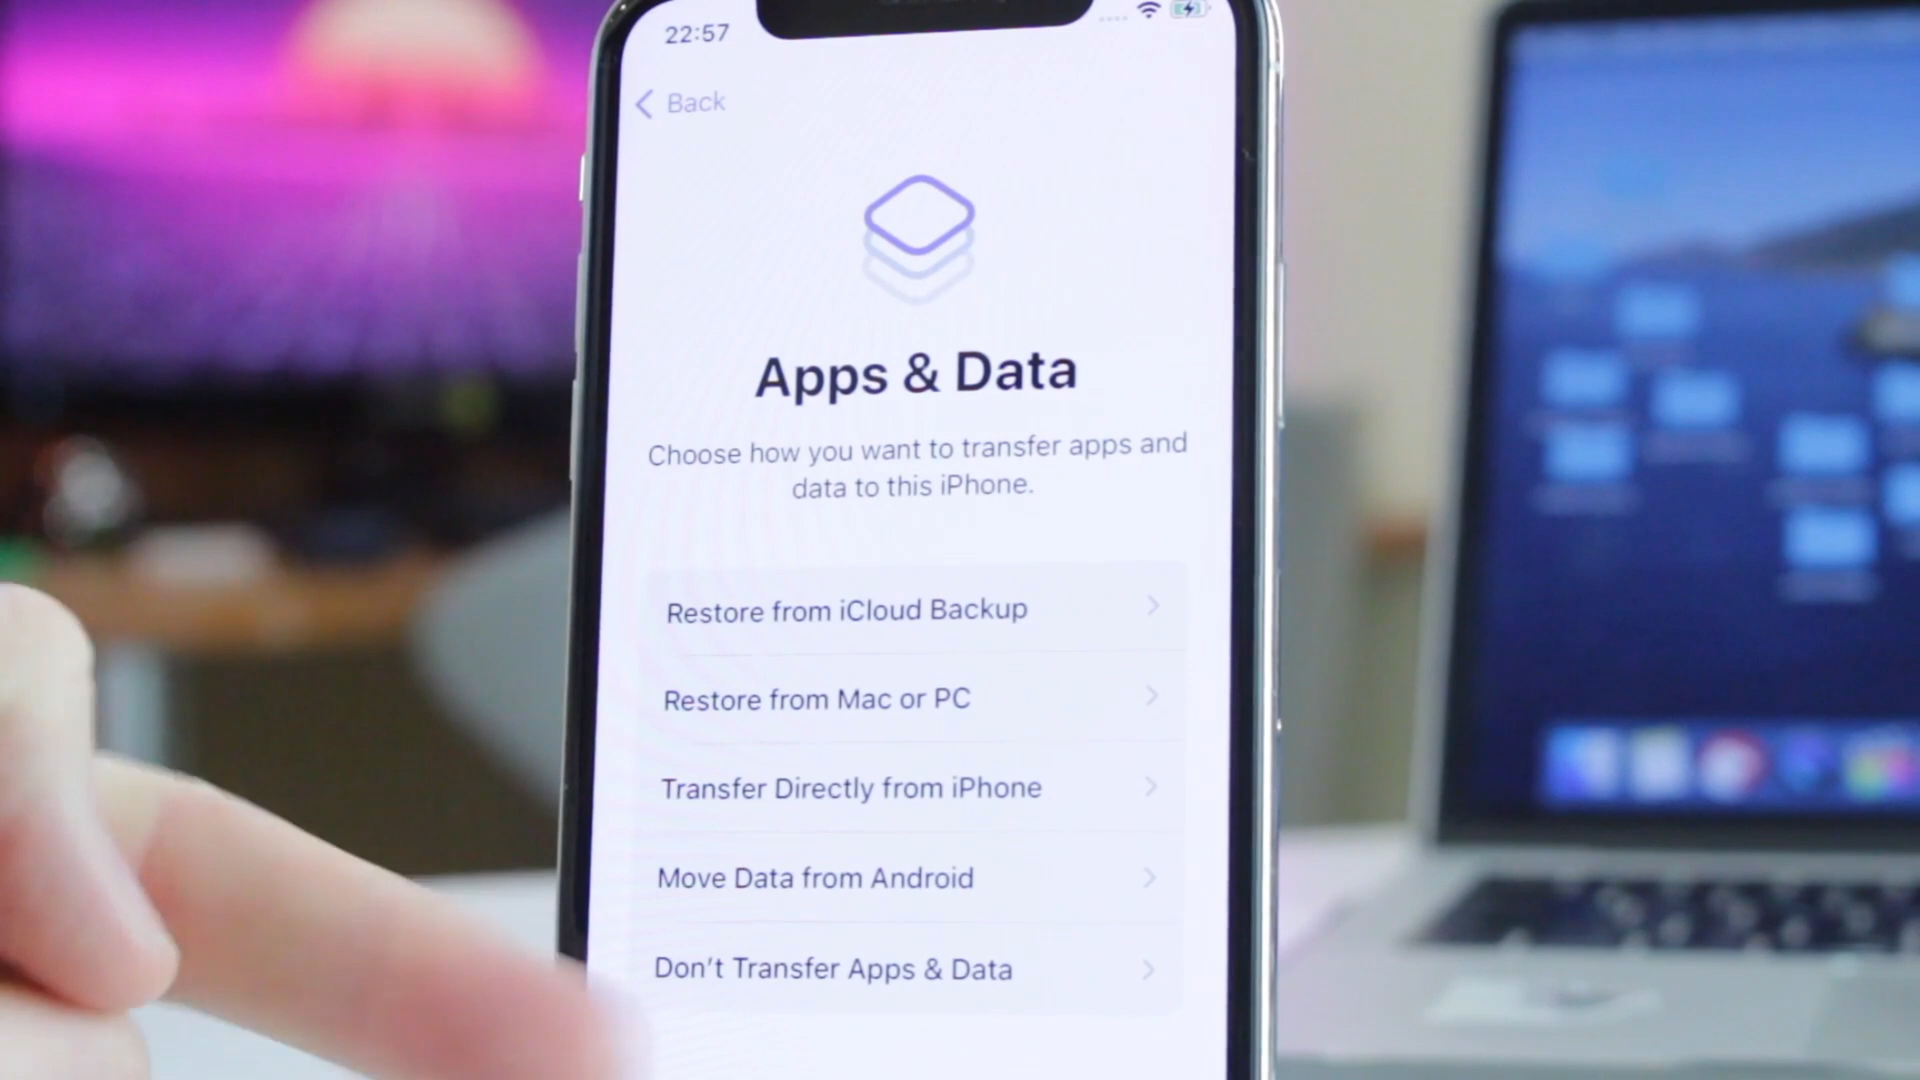 22:57
Back
Apps & Data
Choose how you want to transfer apps and
data to this iPhone.
Restore from iCloud Backup
Restore from Mac or PC
Transfer Directly from iPhone
Move Data from Android
Don't Transfer Apps & Data